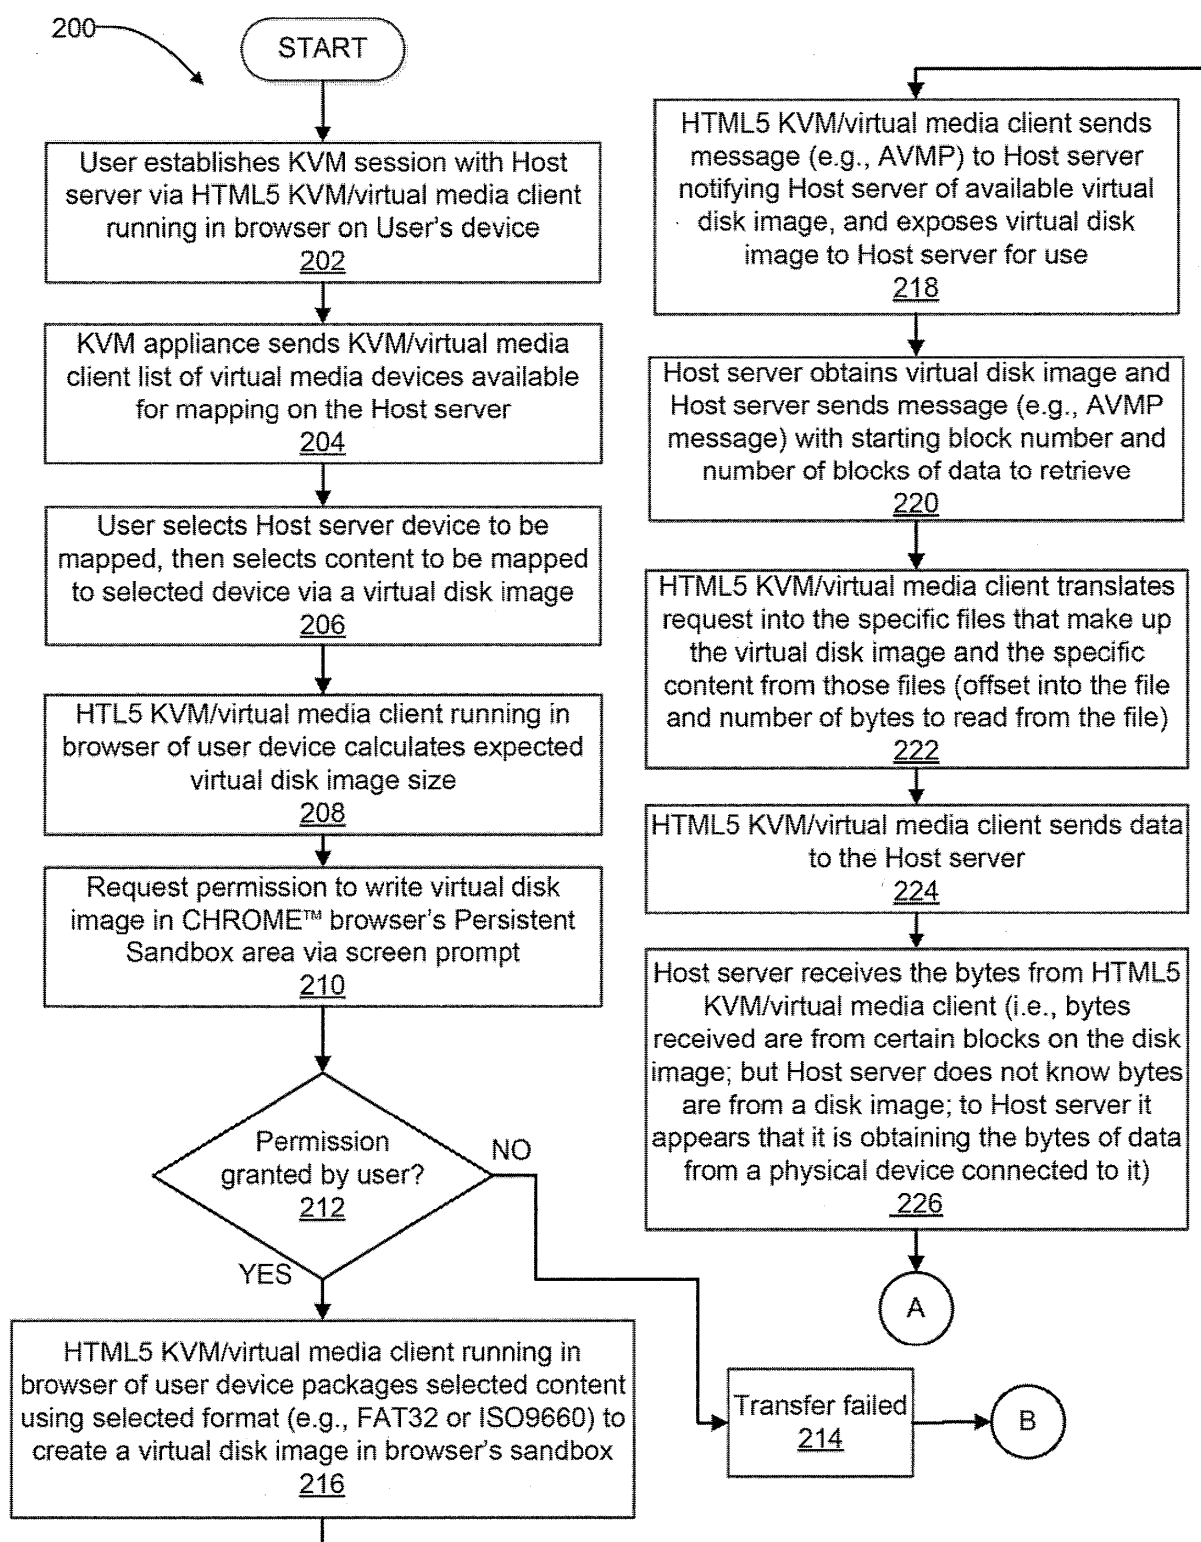 200
START
User establishes KVM session with Host
server via HTML5 KVM/virtual media client
running in browser on User's device
202
KVM appliance sends KVM/virtual media
client list of virtual media devices available
for mapping on the Host server
204
User selects Host server device to be
mapped, then selects content to be mapped
to selected device via a virtual disk image
206
HTL5 KVM/virtual media client running in
browser of user device calculates expected
virtual disk image size
208
Request permission to write virtual disk
image in CHROME™ browser's Persistent
Sandbox area via screen prompt
210
Permission
granted by user?
212
NO
YES
HTML5 KVM/virtual media client running in
browser of user device packages selected content
using selected format (e.g., FAT32 or ISO9660) to
create a virtual disk image in browser's sandbox
216
HTML5 KVM/virtual media client sends
message (e.g., AVMP) to Host server
notifying Host server of available virtual
disk image, and exposes virtual disk
image to Host server for use
218
Host server obtains virtual disk image and
Host server sends message (e.g., AVMP
message) with starting block number and
number of blocks of data to retrieve
220
HTML5 KVM/virtual media client translates
request into the specific files that make up
the virtual disk image and the specific
content from those files (offset into the file
and number of bytes to read from the file)
222
HTML5 KVM/virtual media client sends data
to the Host server
224
Host server receives the bytes from HTML5
KVM/virtual media client (i.e., bytes
received are from certain blocks on the disk
image; but Host server does not know bytes
are from a disk image; to Host server it
appears that it is obtaining the bytes of data
from a physical device connected to it)
226
A
Transfer failed
214
B